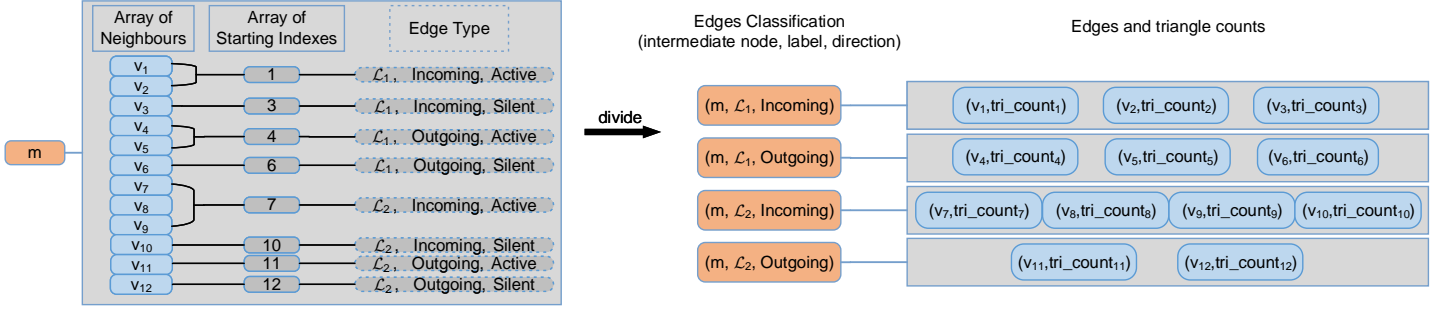 Array of
Neighbours
Array of
Starting Indexes
Edge Type
m
v₁
v₂
v₃
v₄
v₅
v₆
v₇
v₈
v₉
v₁₀
v₁₁
v₁₂
1
3
4
6
7
10
11
12
ℒ₁, Incoming, Active
ℒ₁, Incoming, Silent
ℒ₁, Outgoing, Active
ℒ₁, Outgoing, Silent
ℒ₂, Incoming, Active
ℒ₂, Incoming, Silent
ℒ₂, Outgoing, Active
ℒ₂, Outgoing, Silent
divide
Edges Classification
(intermediate node, label, direction)
Edges and triangle counts
(m, ℒ₁, Incoming)
(v₁,tri_count₁) (v₂,tri_count₂) (v₃,tri_count₃)
(m, ℒ₁, Outgoing)
(v₄,tri_count₄) (v₅,tri_count₅) (v₆,tri_count₆)
(m, ℒ₂, Incoming)
(v₇,tri_count₇) (v₈,tri_count₈) (v₉,tri_count₉) (v₁₀,tri_count₁₀)
(m, ℒ₂, Outgoing)
(v₁₁,tri_count₁₁) (v₁₂,tri_count₁₂)